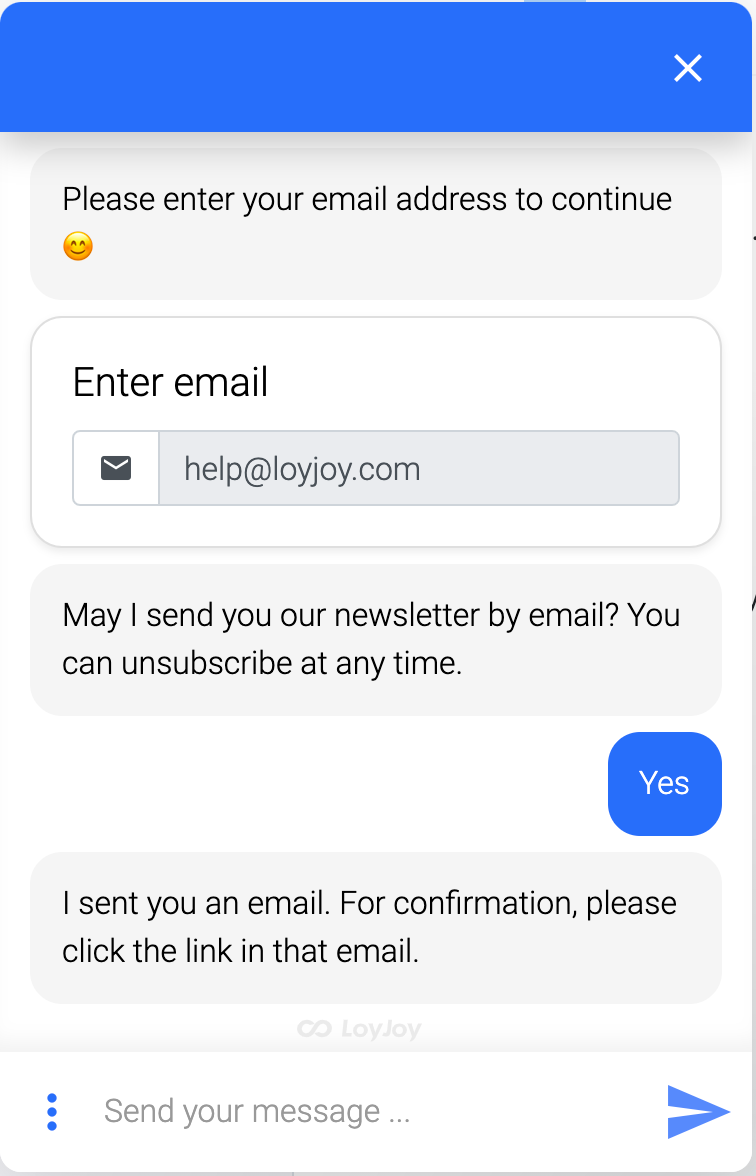 Please enter your email address to continue
😊
Enter email
help@loyjoy.com
May I send you our newsletter by email? You
can unsubscribe at any time.
Yes
I sent you an email. For confirmation, please
click the link in that email.
LoyJoy
Send your message ...